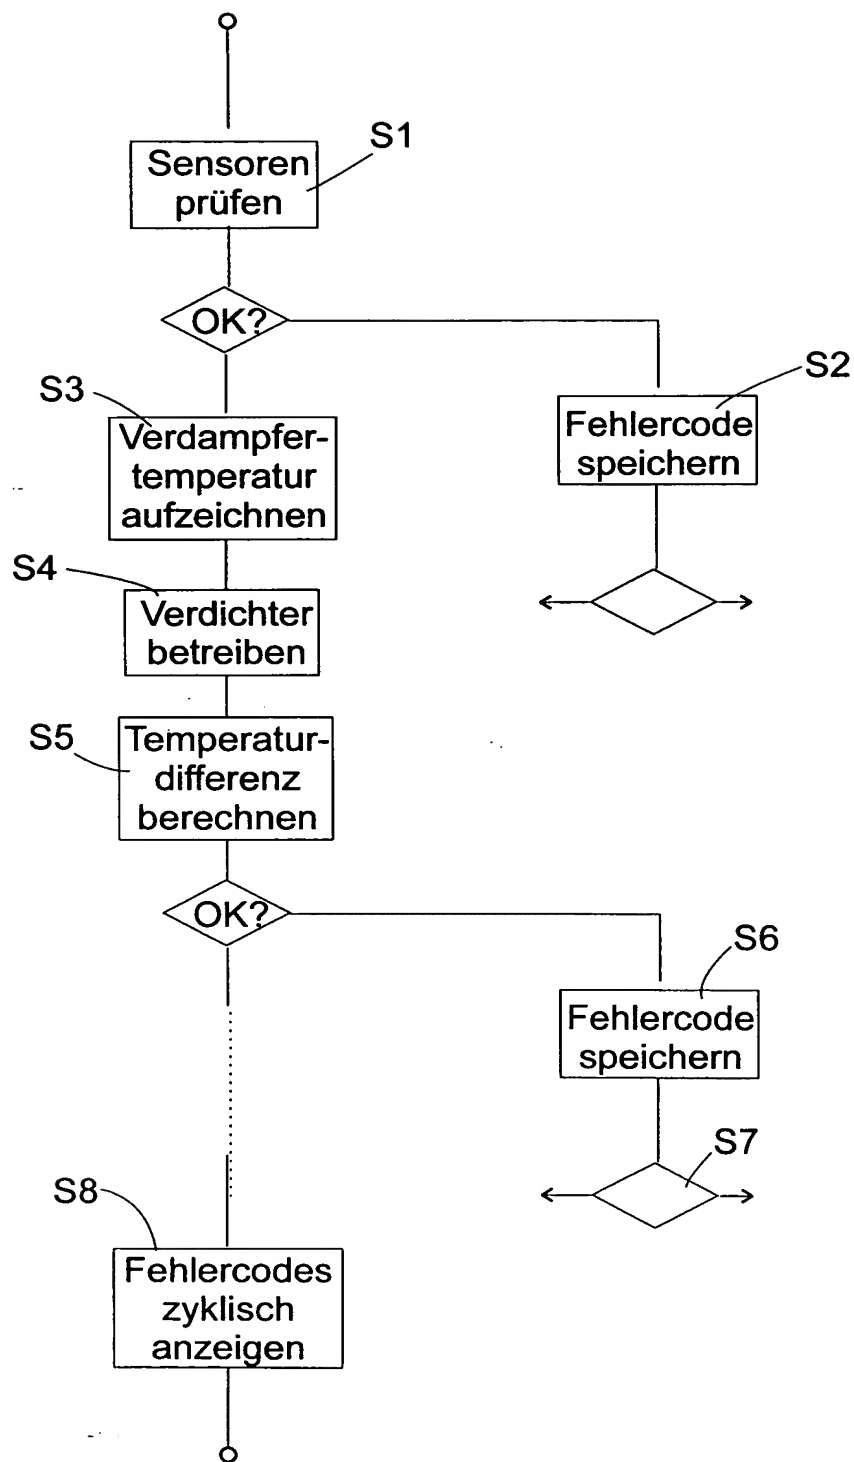 S1
Sensoren
prüfen
OK?
S2
Fehlercode
speichern
S3
Verdampfer-
temperatur
aufzeichnen
S4
Verdichter
betreiben
S5
Temperatur-
differenz
berechnen
OK?
S6
Fehlercode
speichern
S7
S8
Fehlercodes
zyklisch
anzeigen